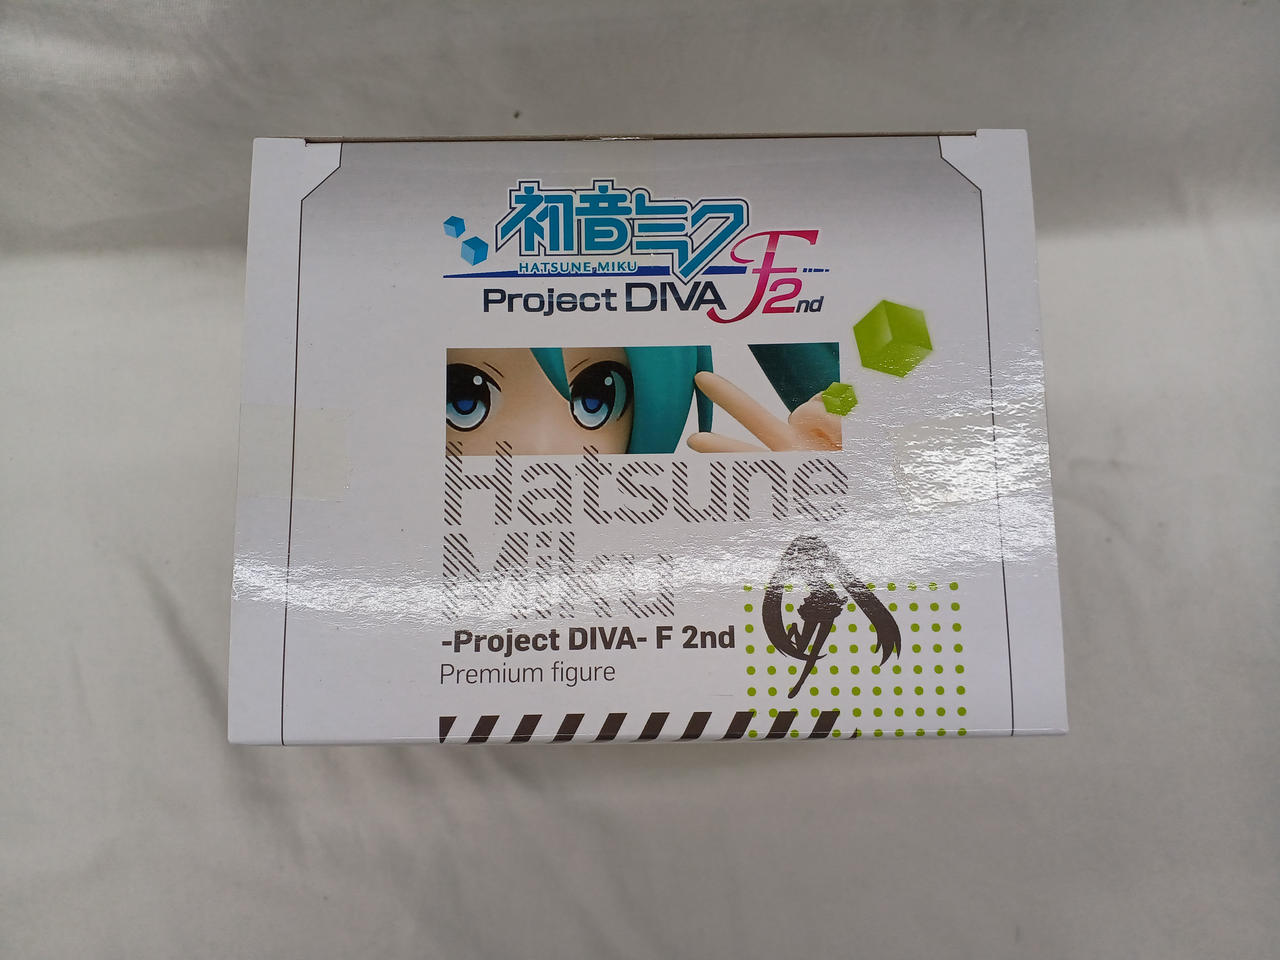 初音ミク
HATSUNE MIKU
Project DIVA F 2nd
Hatsune
Miku
-Project DIVA- F 2nd
Premium figure